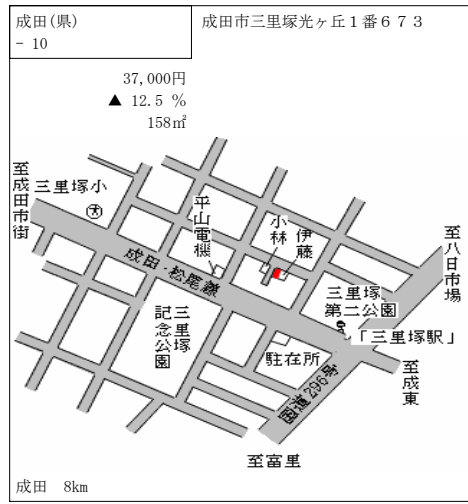 成田(県)
- 10
成田市三里塚光ヶ丘１番６７３
37,000円
▲ 12.5 %
158㎡
至成田市街
三里塚小
平山電機
小林
伊藤
至八日市場
成田・松尾線
三里塚
第二公園
三里塚
記念公園
「三里塚駅」
駐在所
国道296号
至成東
至富里
成田 8km